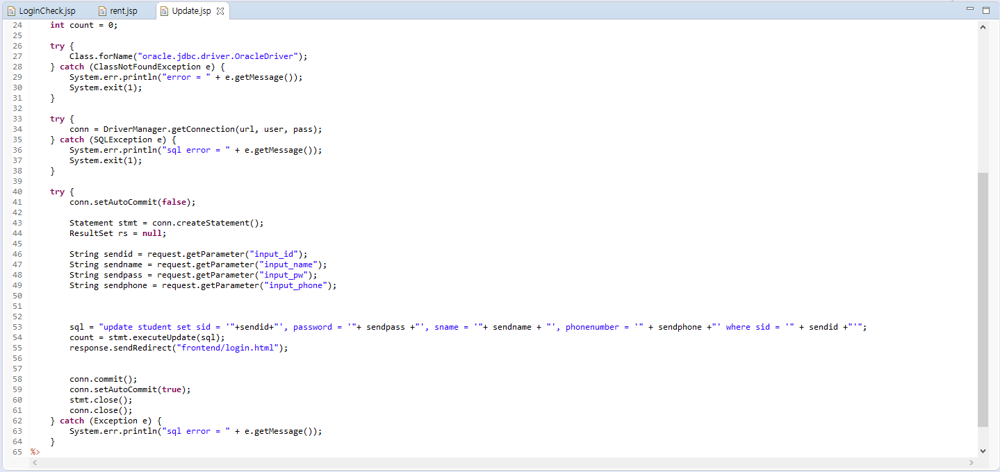 LoginCheck.jsp rent.jsp Update.jsp
24 int count = 0;
25
26 try {
27 Class.forName("oracle.jdbc.driver.OracleDriver");
28 } catch (ClassNotFoundException e) {
29 System.err.println("error = " + e.getMessage());
30 System.exit(1);
31 }
32
33 try {
34 conn = DriverManager.getConnection(url, user, pass);
35 } catch (SQLException e) {
36 System.err.println("sql error = " + e.getMessage());
37 System.exit(1);
38 }
39
40 try {
41 conn.setAutoCommit(false);
42
43 Statement stmt = conn.createStatement();
44 ResultSet rs = null;
45
46 String sendid = request.getParameter("input_id");
47 String sendname = request.getParameter("input_name");
48 String sendpass = request.getParameter("input_pw");
49 String sendphone = request.getParameter("input_phone");
50
51
52
53 sql = "update student set sid = '"+sendid+"', password = '"+ sendpass +"', sname = '"+ sendname + "', phonenumber = '" + sendphone +"' where sid = '" + sendid +"'";
54 count = stmt.executeUpdate(sql);
55 response.sendRedirect("frontend/login.html");
56
57
58 conn.commit();
59 conn.setAutoCommit(true);
60 stmt.close();
61 conn.close();
62 } catch (Exception e) {
63 System.err.println("sql error = " + e.getMessage());
64 }
65 %>